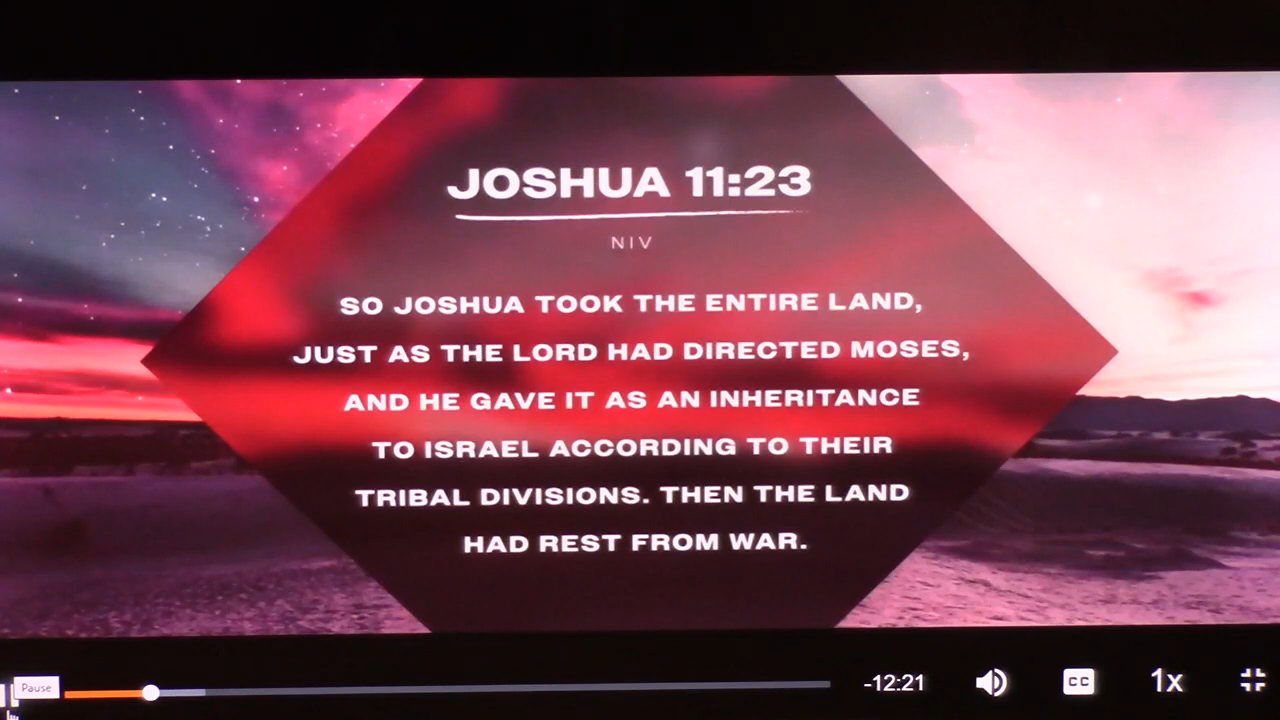 JOSHUA 11:23
NIV
SO JOSHUA TOOK THE ENTIRE LAND,
JUST AS THE LORD HAD DIRECTED MOSES,
AND HE GAVE IT AS AN INHERITANCE
TO ISRAEL ACCORDING TO THEIR
TRIBAL DIVISIONS. THEN THE LAND
HAD REST FROM WAR.
Pause
-12:21
CC
1x